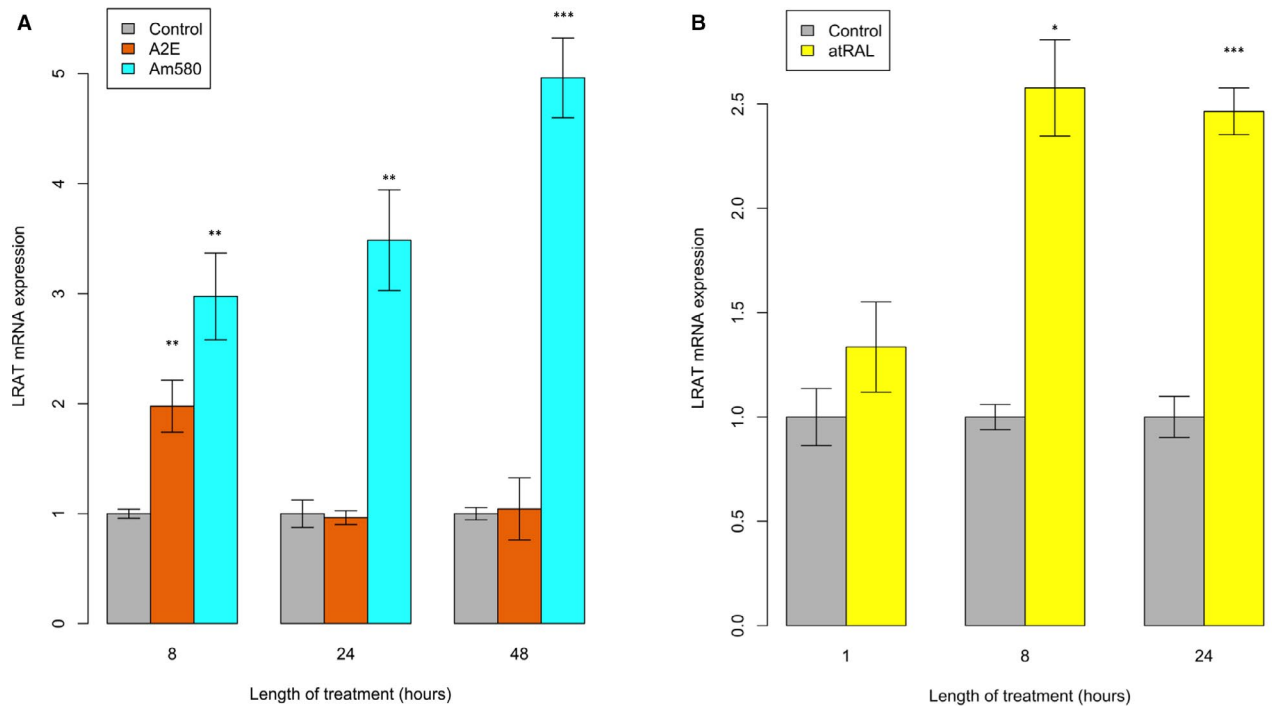 A
Control
A2E
Am580
LRAT mRNA expression
5
4
3
2
1
0
**
**
**
***
8
24
48
Length of treatment (hours)
B
Control
atRAL
LRAT mRNA expression
2.5
2.0
1.5
1.0
0.5
0.0
*
***
1
8
24
Length of treatment (hours)